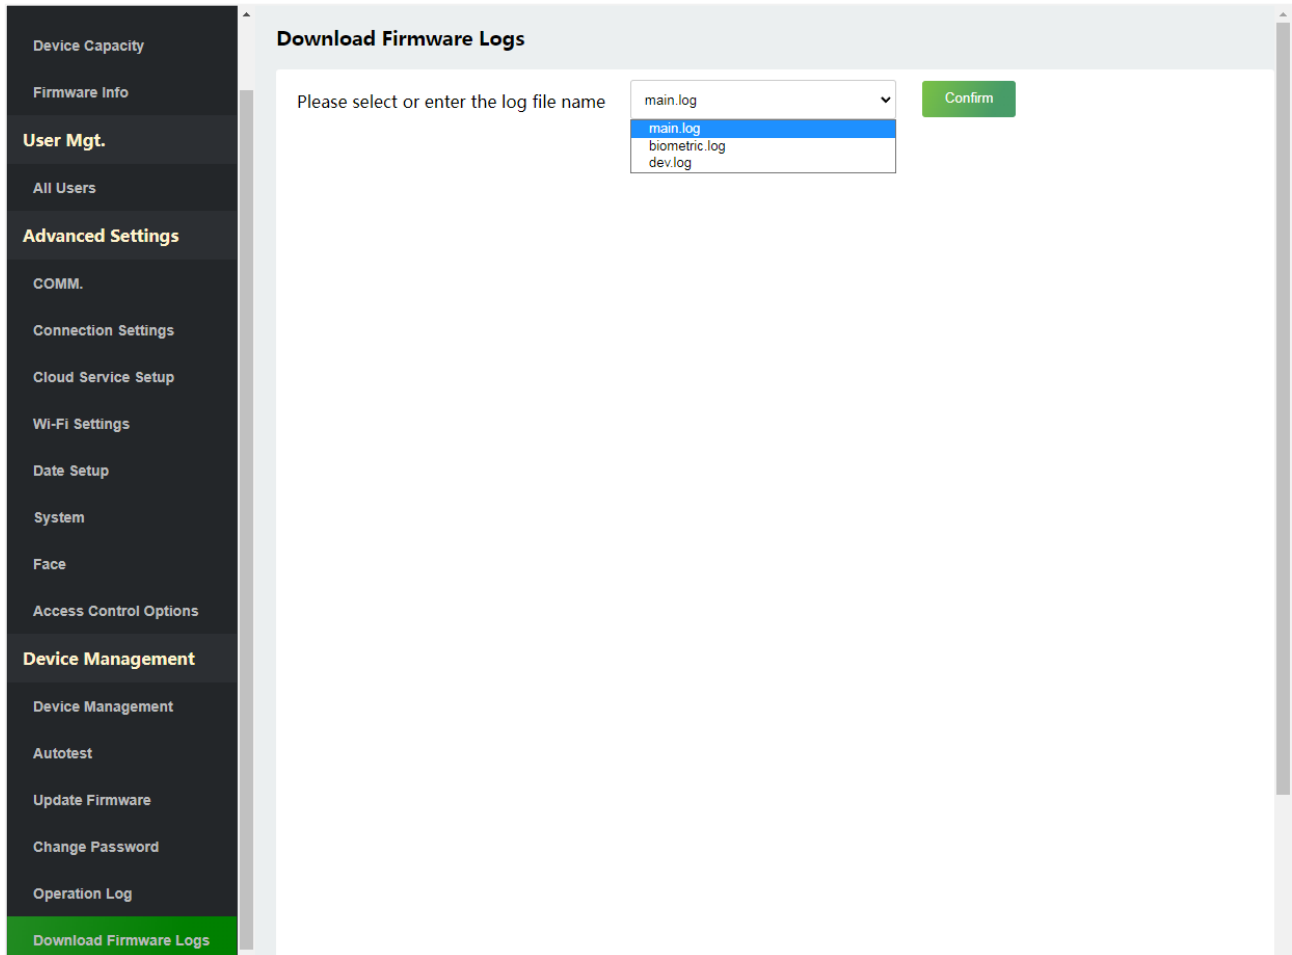 Device Capacity
Firmware Info
User Mgt.
All Users
Advanced Settings
COMM.
Connection Settings
Cloud Service Setup
Wi-Fi Settings
Date Setup
System
Face
Access Control Options
Device Management
Device Management
Autotest
Update Firmware
Change Password
Operation Log
Download Firmware Logs
Download Firmware Logs
Please select or enter the log file name
main.log
Confirm
main.log
biometric.log
dev.log